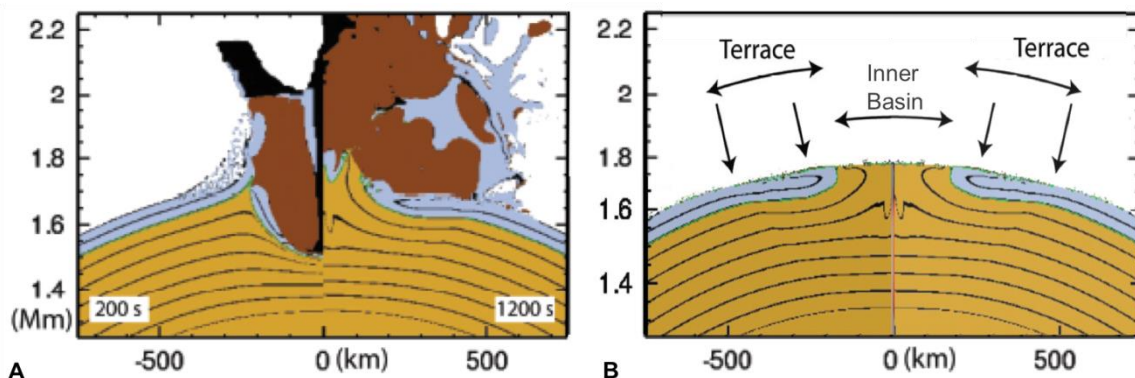 2.2
2
1.8
1.6
1.4
(Mm)
200 s
1200 s
-500
0 (km)
500
A
2.2
2
1.8
1.6
1.4
Terrace
Inner
Basin
Terrace
-500
0 (km)
500
B